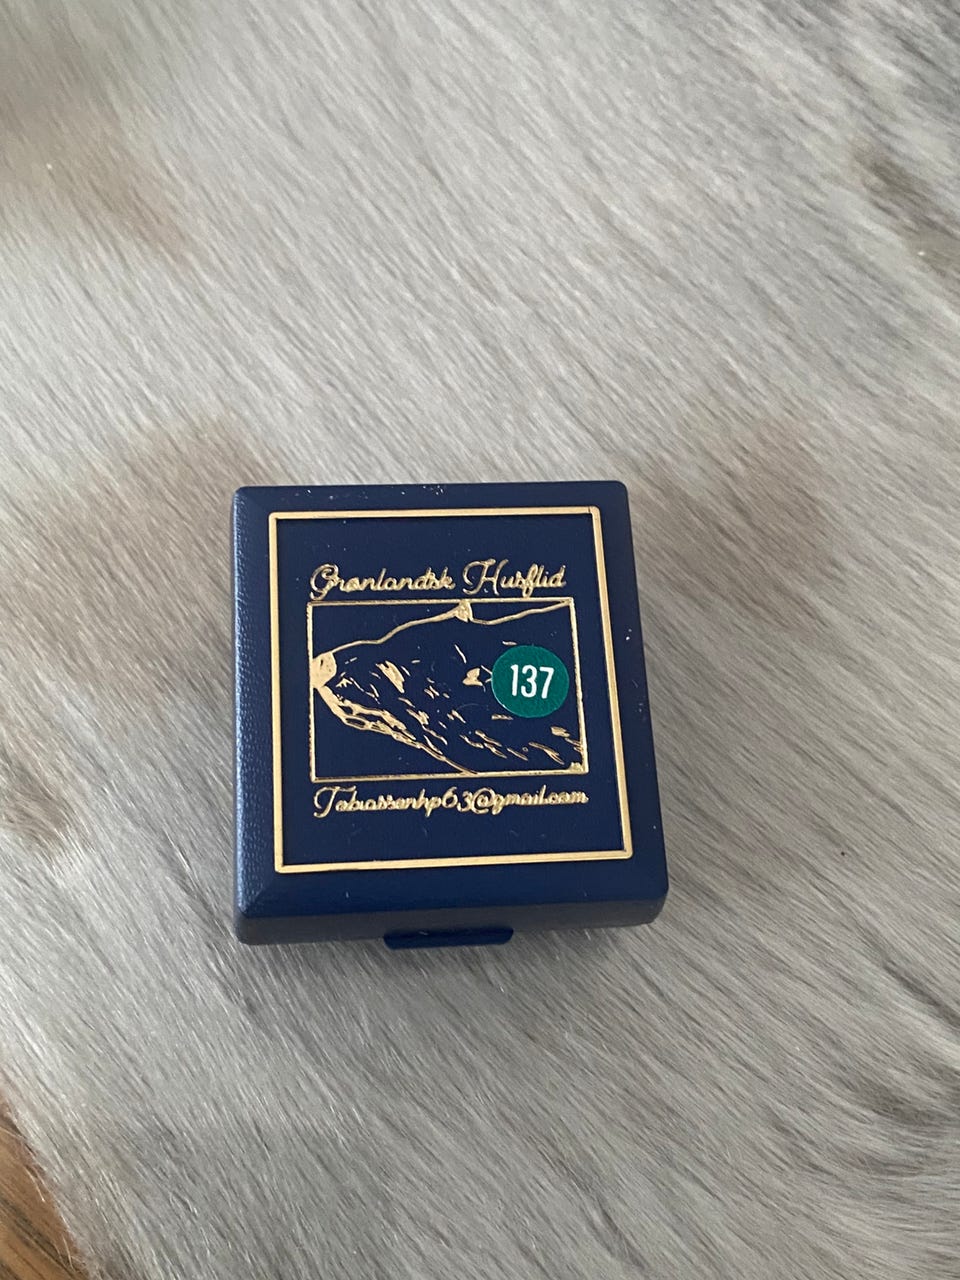 Grønlandsk Husflid
137
Tobiassenhp63@gmail.com